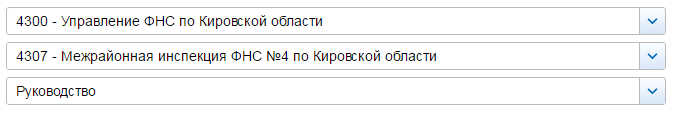 4300 - Управление ФНС по Кировской области
4307 - Межрайонная инспекция ФНС №4 по Кировской области
Руководство